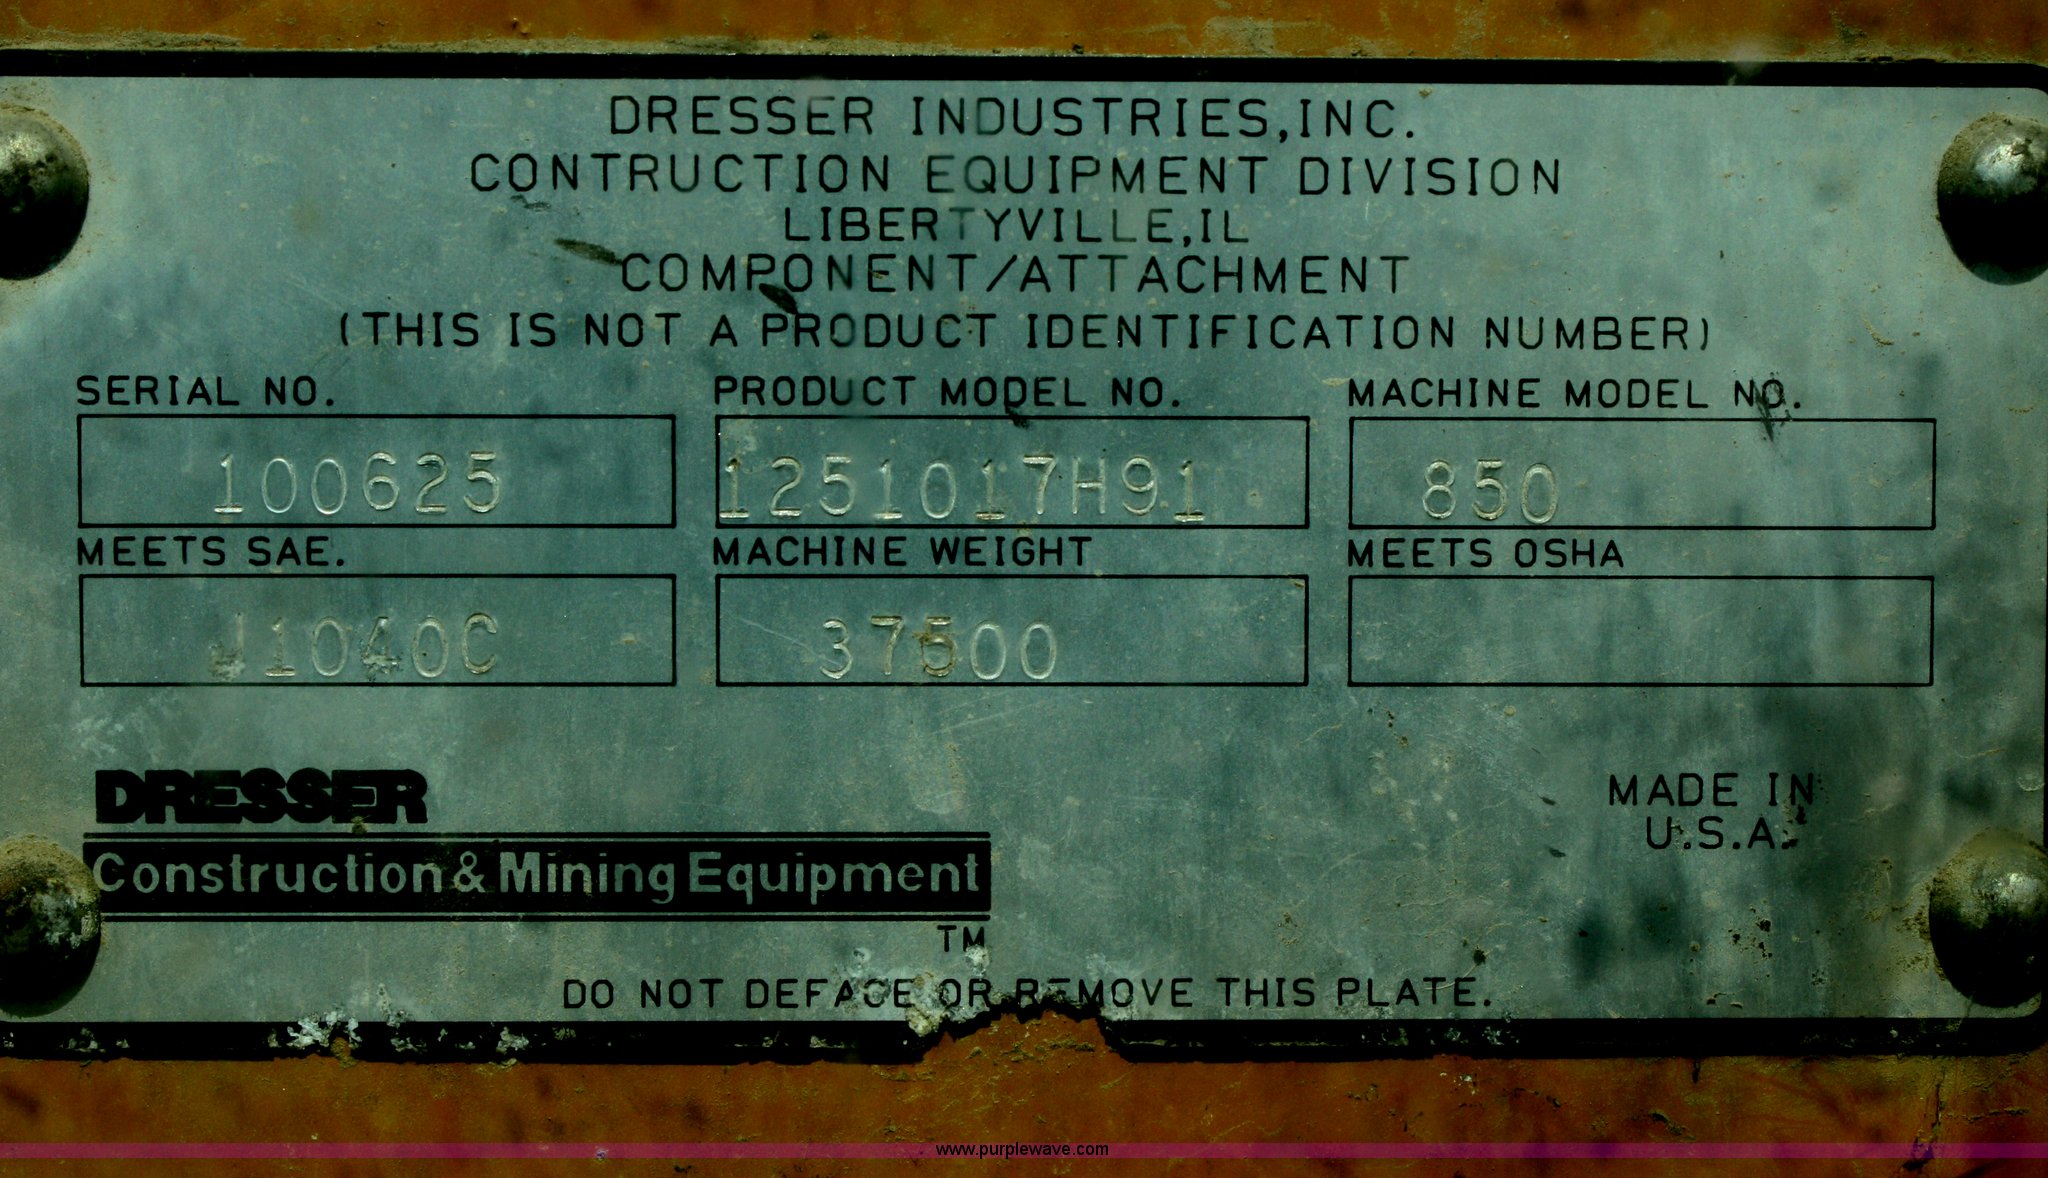 DRESSER INDUSTRIES,INC.
CONTRUCTION EQUIPMENT DIVISION
LIBERTYVILLE,IL
COMPONENT/ATTACHMENT
(THIS IS NOT A PRODUCT IDENTIFICATION NUMBER)
SERIAL NO. PRODUCT MODEL NO. MACHINE MODEL NO.
100625 1251017H91 850
MEETS SAE. MACHINE WEIGHT MEETS OSHA
J1040C 37500
DRESSER
Construction & Mining Equipment
TM
MADE IN
U.S.A.
DO NOT DEFACE OR REMOVE THIS PLATE.
www.purplewave.com